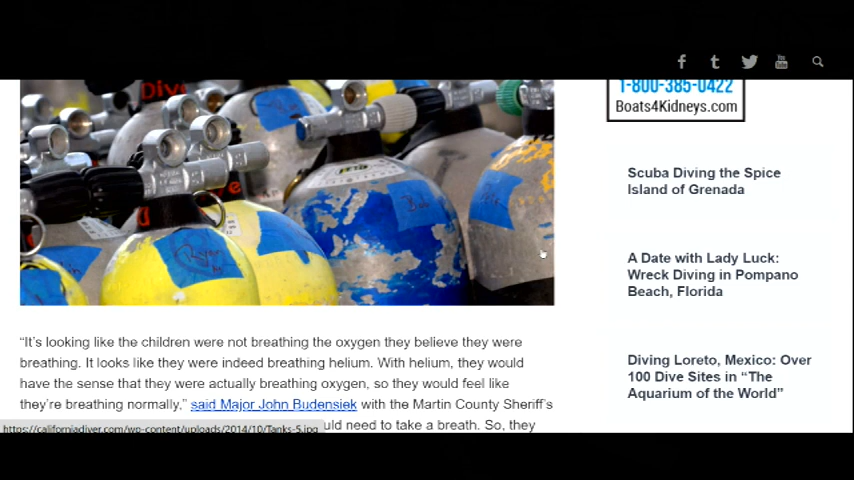 1-800-385-0422
Boats4Kidneys.com
Scuba Diving the Spice
Island of Grenada
A Date with Lady Luck:
Wreck Diving in Pompano
Beach, Florida
Diving Loreto, Mexico: Over
100 Dive Sites in “The
Aquarium of the World”
“It’s looking like the children were not breathing the oxygen they believe they were
breathing. It looks like they were indeed breathing helium. With helium, they would
have the sense that they were actually breathing oxygen, so they would feel like
they’re breathing normally,” said Major John Budensiek with the Martin County Sheriff’s
uld need to take a breath. So, they
https://californiadiver.com/wp-content/uploads/2014/10/Tanks-5.jpg